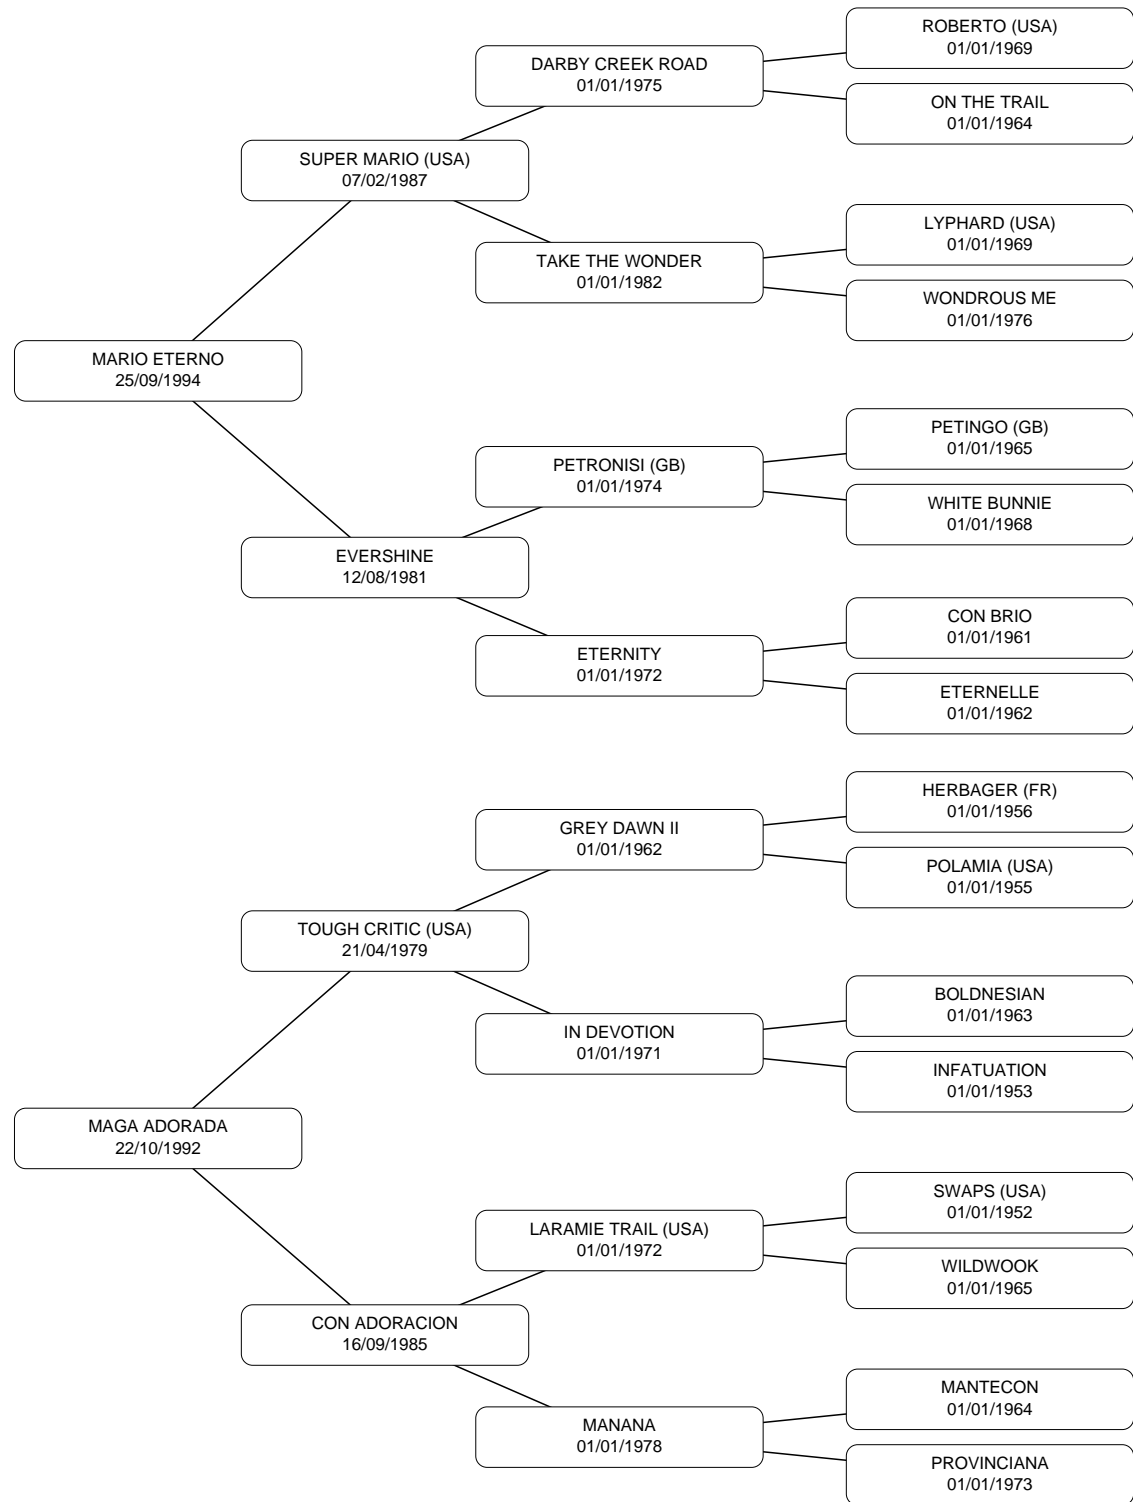 ROBERTO (USA)
01/01/1969
DARBY CREEK ROAD
01/01/1975
ON THE TRAIL
01/01/1964
SUPER MARIO (USA)
07/02/1987
LYPHARD (USA)
01/01/1969
TAKE THE WONDER
01/01/1982
WONDROUS ME
01/01/1976
MARIO ETERNO
25/09/1994
PETINGO (GB)
01/01/1965
PETRONISI (GB)
01/01/1974
WHITE BUNNIE
01/01/1968
EVERSHINE
12/08/1981
CON BRIO
01/01/1961
ETERNITY
01/01/1972
ETERNELLE
01/01/1962
HERBAGER (FR)
01/01/1956
GREY DAWN II
01/01/1962
POLAMIA (USA)
01/01/1955
TOUGH CRITIC (USA)
21/04/1979
BOLDNESIAN
01/01/1963
IN DEVOTION
01/01/1971
INFATUATION
01/01/1953
MAGA ADORADA
22/10/1992
SWAPS (USA)
01/01/1952
LARAMIE TRAIL (USA)
01/01/1972
WILDWOOK
01/01/1965
CON ADORACION
16/09/1985
MANTECON
01/01/1964
MANANA
01/01/1978
PROVINCIANA
01/01/1973